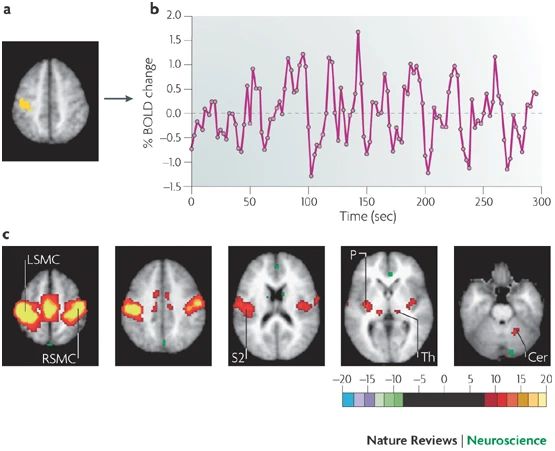 a
b
% BOLD change
2.0
1.5
1.0
0.5
0.0
–0.5
–1.0
–1.5
0
50
100
150
200
250
300
Time (sec)
c
LSMC
RSMC
S2
P
Th
Cer
–20 –15 –10 –5 0 5 10 15 20
Nature Reviews | Neuroscience